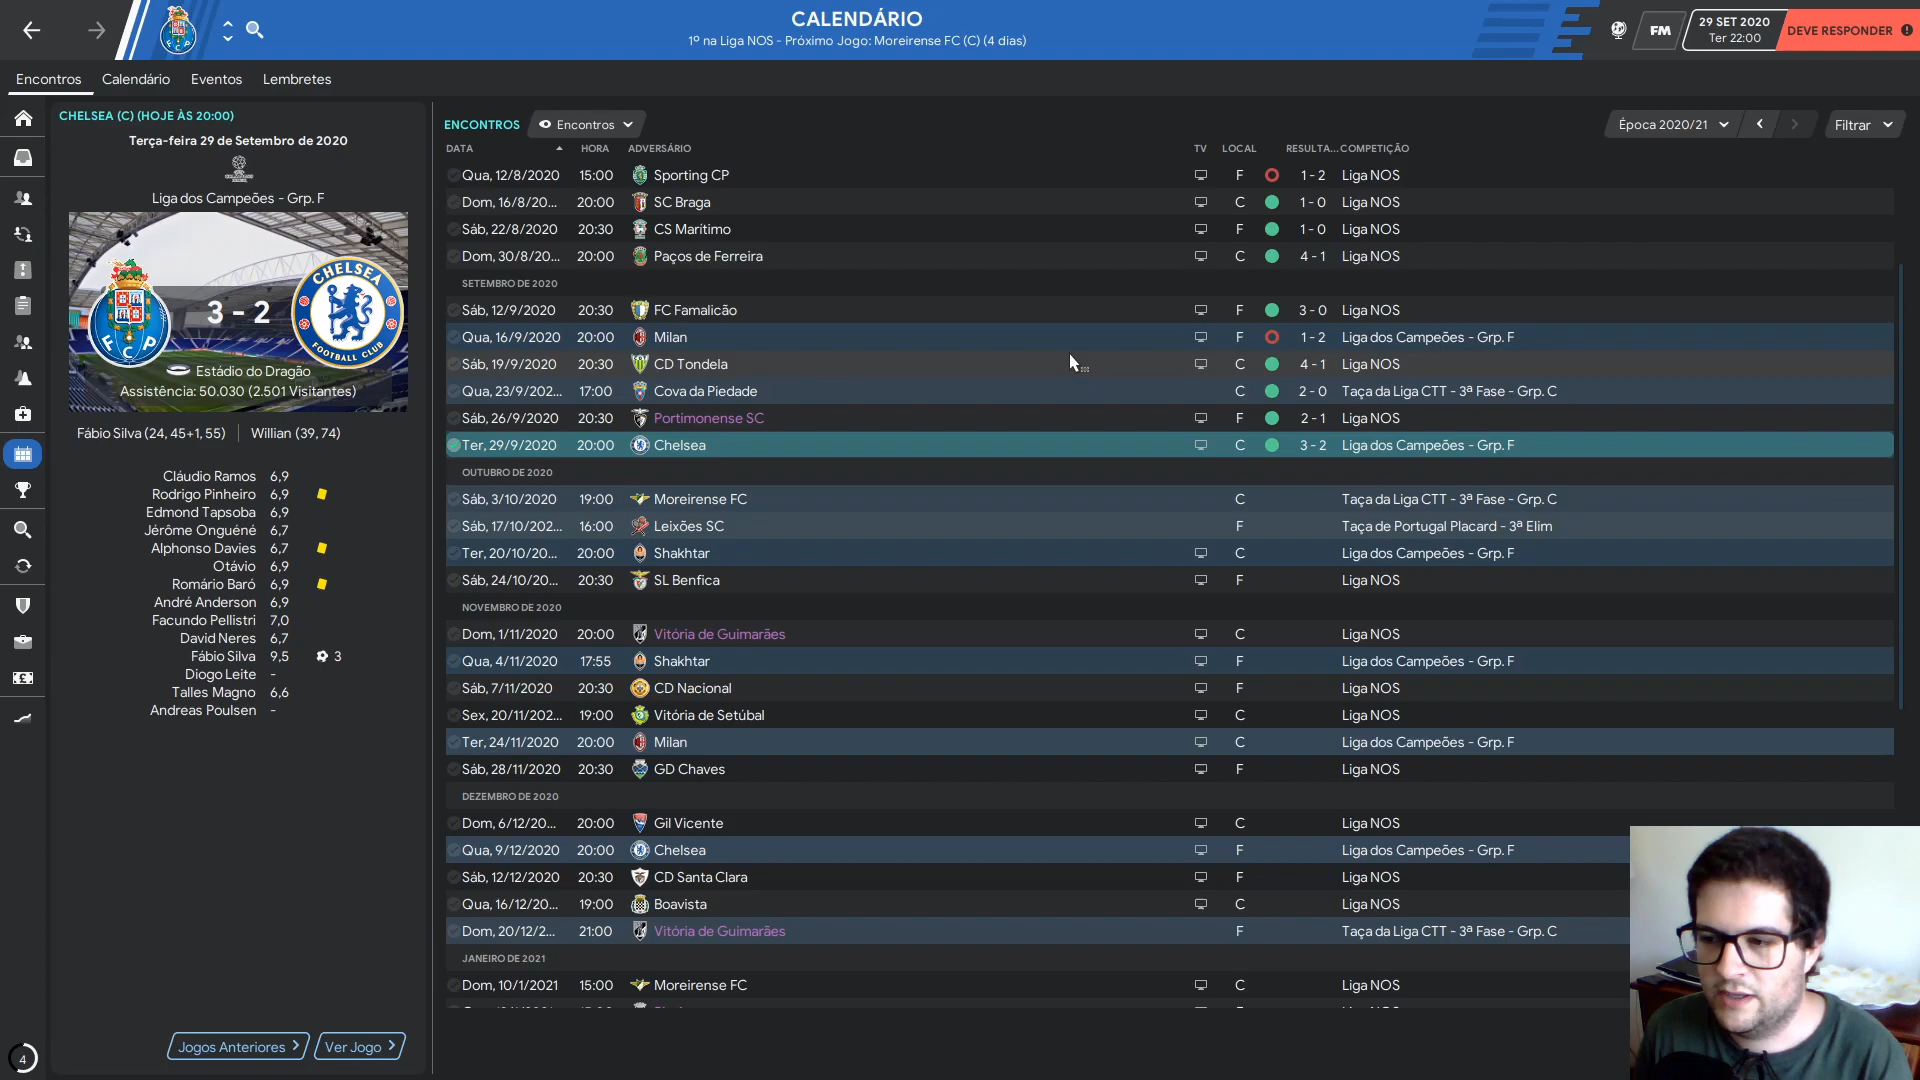 CALENDÁRIO
1º na Liga NOS - Próximo Jogo: Moreirense FC (C) (4 dias)
FM
29 SET 2020
Ter 22:00
DEVE RESPONDER
Encontros Calendário Eventos Lembretes
CHELSEA (C) (HOJE ÀS 20:00)
Terça-feira 29 de Setembro de 2020
Liga dos Campeões - Grp. F
FCP
CHELSEA
FOOTBALL CLUB
3 - 2
Estádio do Dragão
Assistência: 50.030 (2.501 Visitantes)
Fábio Silva (24, 45+1, 55) Willian (39, 74)
Cláudio Ramos 6,9
Rodrigo Pinheiro 6,9
Edmond Tapsoba 6,9
Jérôme Onguéné 6,7
Alphonso Davies 6,7
Otávio 6,9
Romário Baró 6,9
André Anderson 6,9
Facundo Pellistri 7,0
David Neres 6,7
Fábio Silva 9,5 3
Diogo Leite -
Talles Magno 6,6
Andreas Poulsen -
Jogos Anteriores Ver Jogo
4
ENCONTROS Encontros Época 2020/21 Filtrar
DATA HORA ADVERSÁRIO TV LOCAL RESULTA... COMPETIÇÃO
Qua, 12/8/2020 15:00 Sporting CP F 1 - 2 Liga NOS
Dom, 16/8/20... 20:00 SC Braga C 1 - 0 Liga NOS
Sáb, 22/8/2020 20:30 CS Marítimo F 1 - 0 Liga NOS
Dom, 30/8/20... 20:00 Paços de Ferreira C 4 - 1 Liga NOS
SETEMBRO DE 2020
Sáb, 12/9/2020 20:30 FC Famalicão F 3 - 0 Liga NOS
Qua, 16/9/2020 20:00 Milan F 1 - 2 Liga dos Campeões - Grp. F
Sáb, 19/9/2020 20:30 CD Tondela C 4 - 1 Liga NOS
Qua, 23/9/202... 17:00 Cova da Piedade C 2 - 0 Taça da Liga CTT - 3ª Fase - Grp. C
Sáb, 26/9/2020 20:30 Portimonense SC F 2 - 1 Liga NOS
Ter, 29/9/2020 20:00 Chelsea C 3 - 2 Liga dos Campeões - Grp. F
OUTUBRO DE 2020
Sáb, 3/10/2020 19:00 Moreirense FC C Taça da Liga CTT - 3ª Fase - Grp. C
Sáb, 17/10/202... 16:00 Leixões SC F Taça de Portugal Placard - 3ª Elim
Ter, 20/10/20... 20:00 Shakhtar C Liga dos Campeões - Grp. F
Sáb, 24/10/20... 20:30 SL Benfica F Liga NOS
NOVEMBRO DE 2020
Dom, 1/11/2020 20:00 Vitória de Guimarães C Liga NOS
Qua, 4/11/2020 17:55 Shakhtar F Liga dos Campeões - Grp. F
Sáb, 7/11/2020 20:30 CD Nacional F Liga NOS
Sex, 20/11/202... 19:00 Vitória de Setúbal C Liga NOS
Ter, 24/11/2020 20:00 Milan C Liga dos Campeões - Grp. F
Sáb, 28/11/2020 20:30 GD Chaves F Liga NOS
DEZEMBRO DE 2020
Dom, 6/12/20... 20:00 Gil Vicente C Liga NOS
Qua, 9/12/2020 20:00 Chelsea F Liga dos Campeões - Grp. F
Sáb, 12/12/2020 20:30 CD Santa Clara F Liga NOS
Qua, 16/12/20... 19:00 Boavista C Liga NOS
Dom, 20/12/2... 21:00 Vitória de Guimarães F Taça da Liga CTT - 3ª Fase - Grp. C
JANEIRO DE 2021
Dom, 10/1/2021 15:00 Moreirense FC C Liga NOS